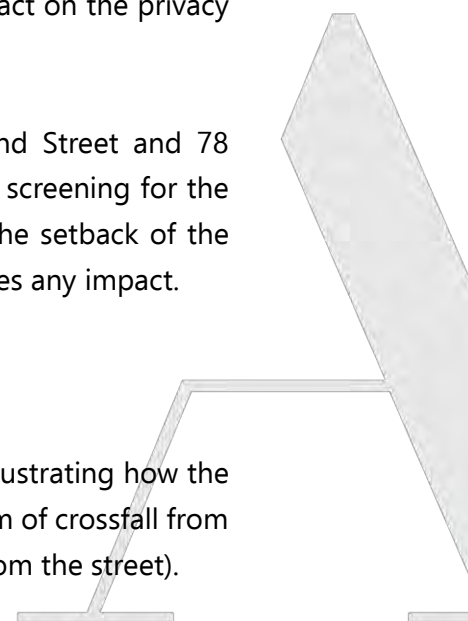 act on the privacy
nd Street and 78
screening for the
he setback of the
es any impact.
ustrating how the
m of crossfall from
om the street).